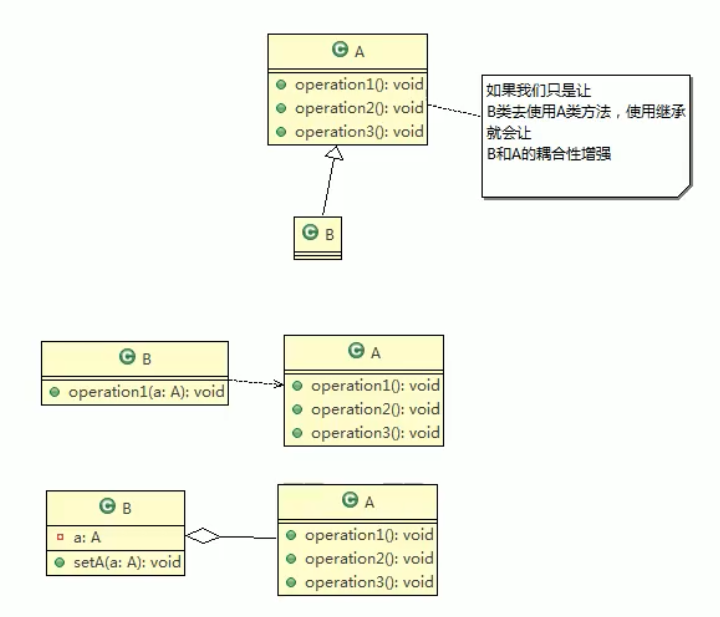 C A
operation1(): void
operation2(): void
operation3(): void
如果我们只是让
B类去使用A类方法，使用继承
就会让
B和A的耦合性增强
C B
C B
operation1(a: A): void
C A
operation1(): void
operation2(): void
operation3(): void
C B
a: A
setA(a: A): void
C A
operation1(): void
operation2(): void
operation3(): void